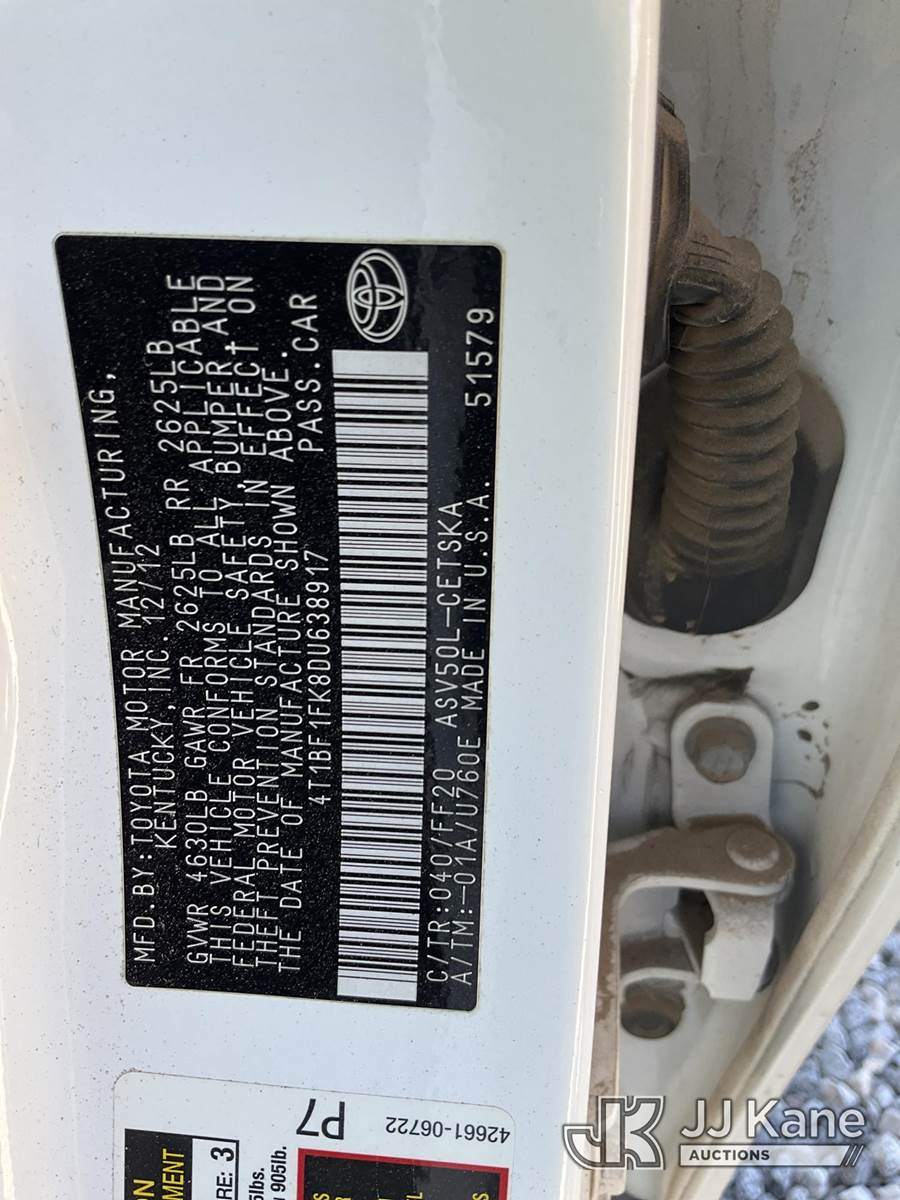 MFD.BY:TOYOTA MOTOR MANUFACTURING,
KENTUCKY, INC. 12/12
GVWR 4630LB GAWR FR 2625LB RR 2625LB
THIS VEHICLE CONFORMS TO ALL APPLICABLE
FEDERAL MOTOR VEHICLE SAFETY, BUMPER, AND
THEFT PREVENTION STANDARDS IN EFFECT ON
THE DATE OF MANUFACTURE SHOWN ABOVE.
4T1BF1FK8DU638917 PASS.CAR
C/TR:040/FF20 ASV50L-CETSKA
A/TM:-01A/U760E MADE IN U.S.A. 51579
P7
42661-06722
3
905lb.
JJ Kane
AUCTIONS